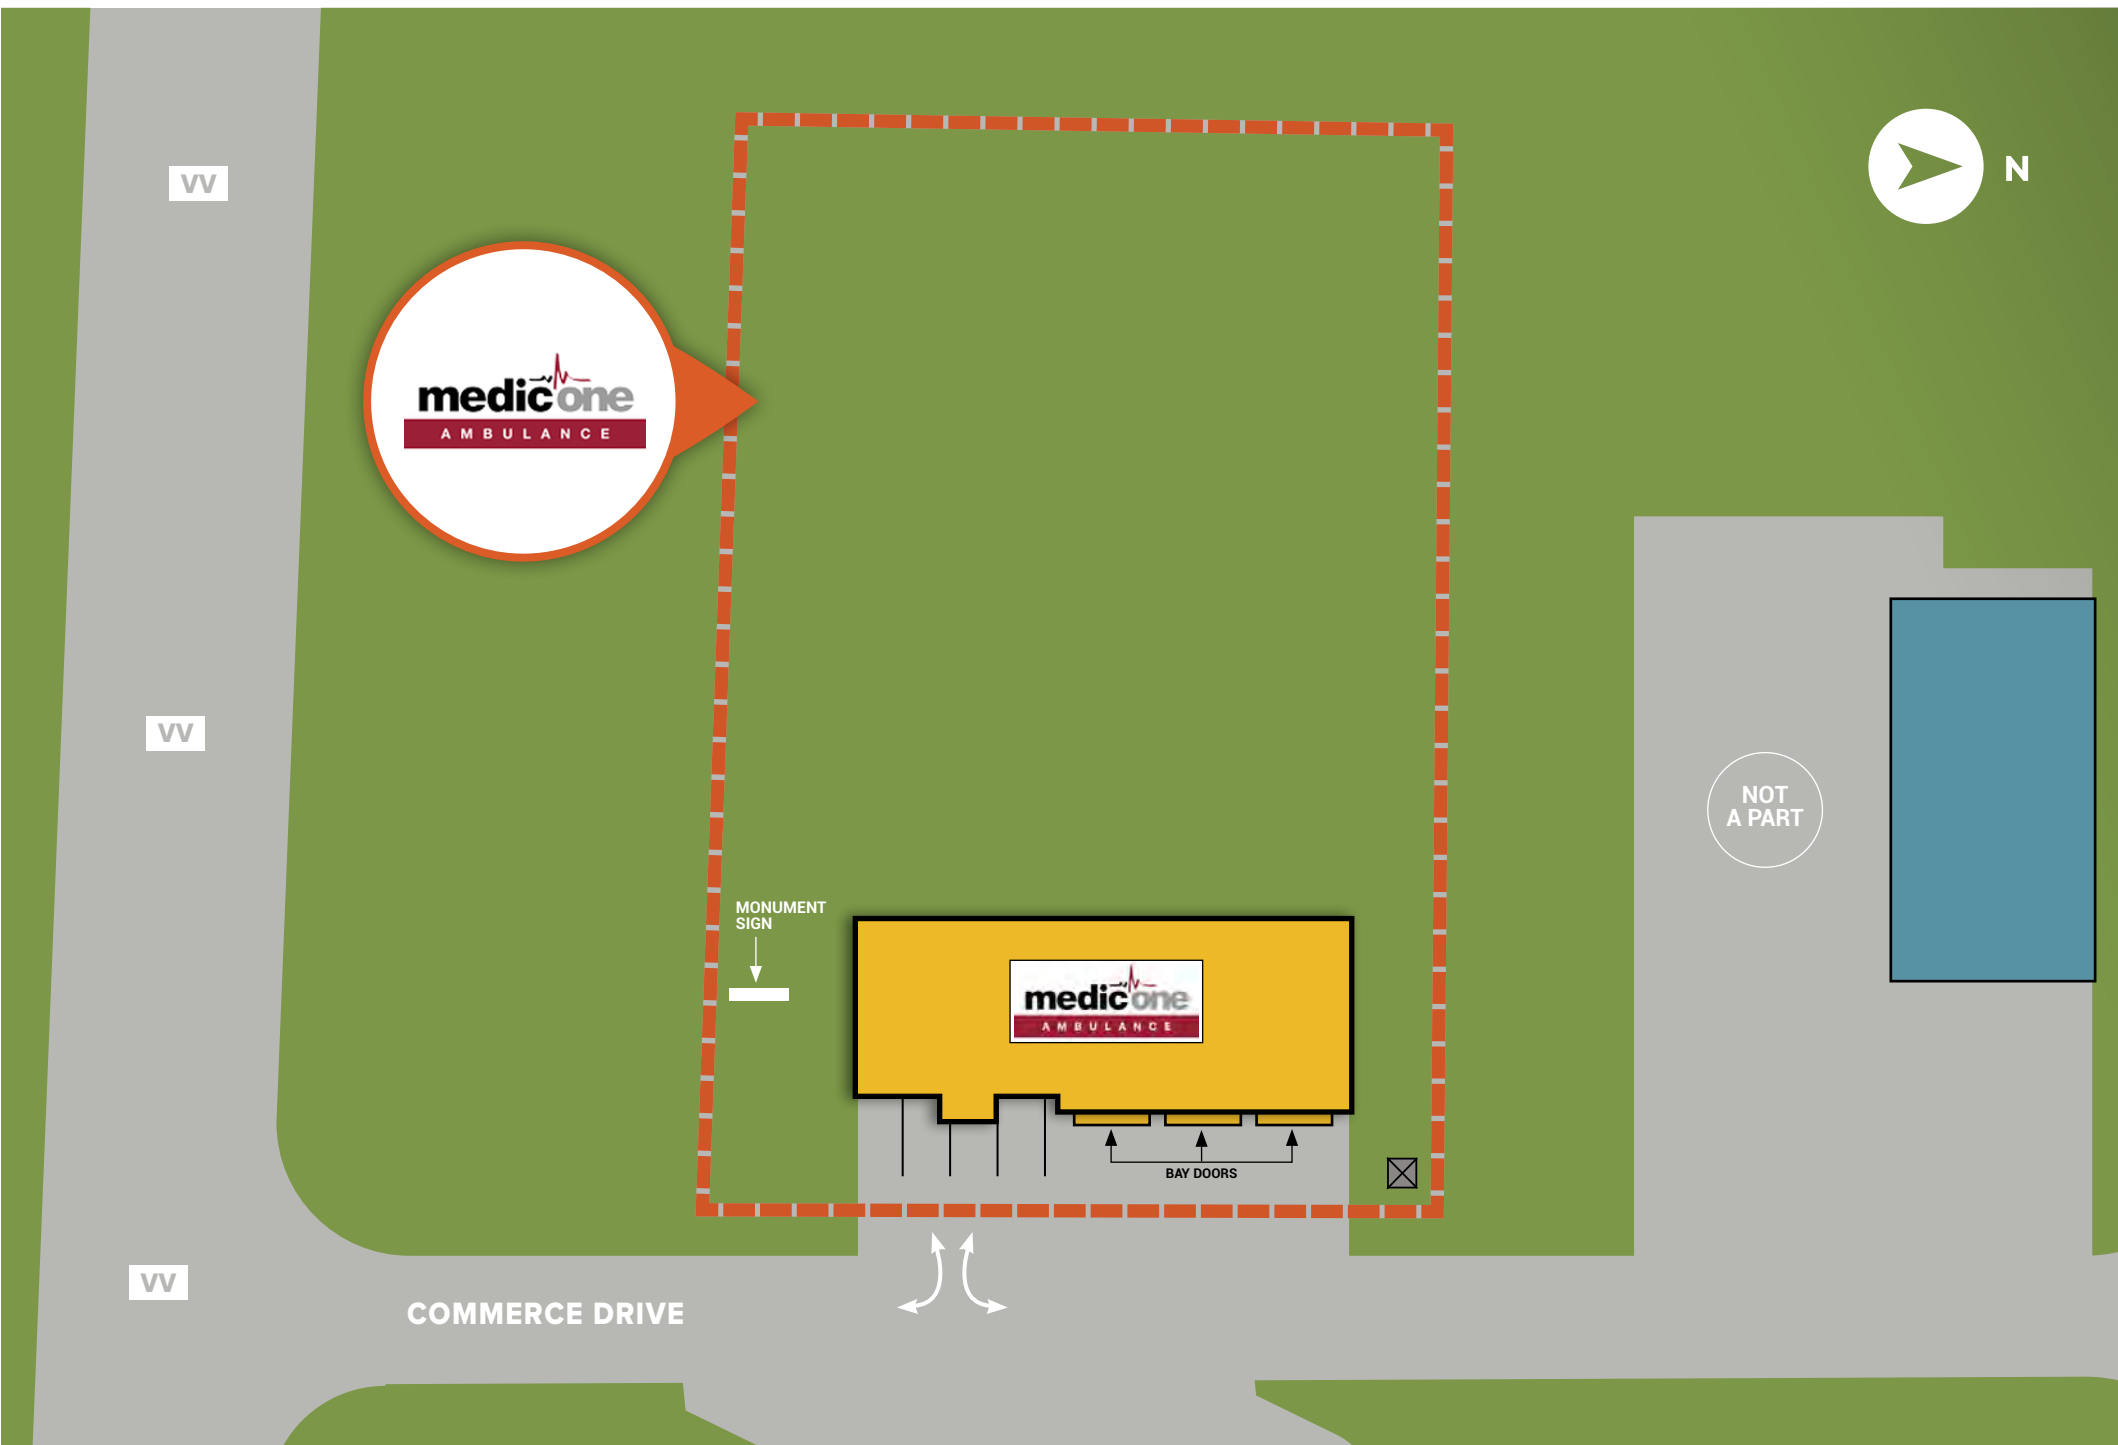 VV
N
medic one
AMBULANCE
VV
NOT
A PART
MONUMENT
SIGN
medic one
AMBULANCE
BAY DOORS
VV
COMMERCE DRIVE